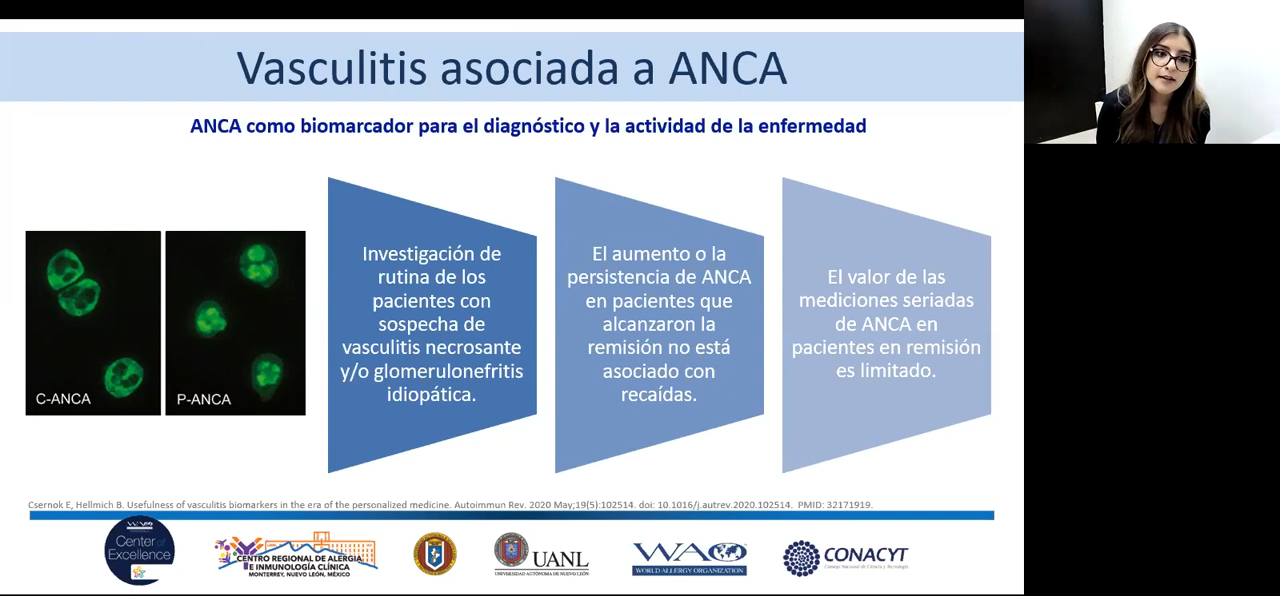 Vasculitis asociada a ANCA
ANCA como biomarcador para el diagnóstico y la actividad de la enfermedad
C-ANCA
P-ANCA
Investigación de
rutina de los
pacientes con
sospecha de
vasculitis necrosante
y/o glomerulonefritis
idiopática.
El aumento o la
persistencia de ANCA
en pacientes que
alcanzaron la
remisión no está
asociado con
recaídas.
El valor de las
mediciones seriadas
de ANCA en
pacientes en remisión
es limitado.
Csernok E, Hellmich B. Usefulness of vasculitis biomarkers in the era of the personalized medicine. Autoimmun Rev. 2020 May;19(5):102514. doi: 10.1016/j.autrev.2020.102514. PMID: 32171919.
WAO
Center of
Excellence
CENTRO REGIONAL DE ALERGIA
E INMUNOLOGÍA CLÍNICA
MONTERREY, NUEVO LEÓN, MÉXICO
UANL
UNIVERSIDAD AUTÓNOMA DE NUEVO LEÓN
WAO
WORLD ALLERGY ORGANIZATION
CONACYT
Consejo Nacional de Ciencia y Tecnología